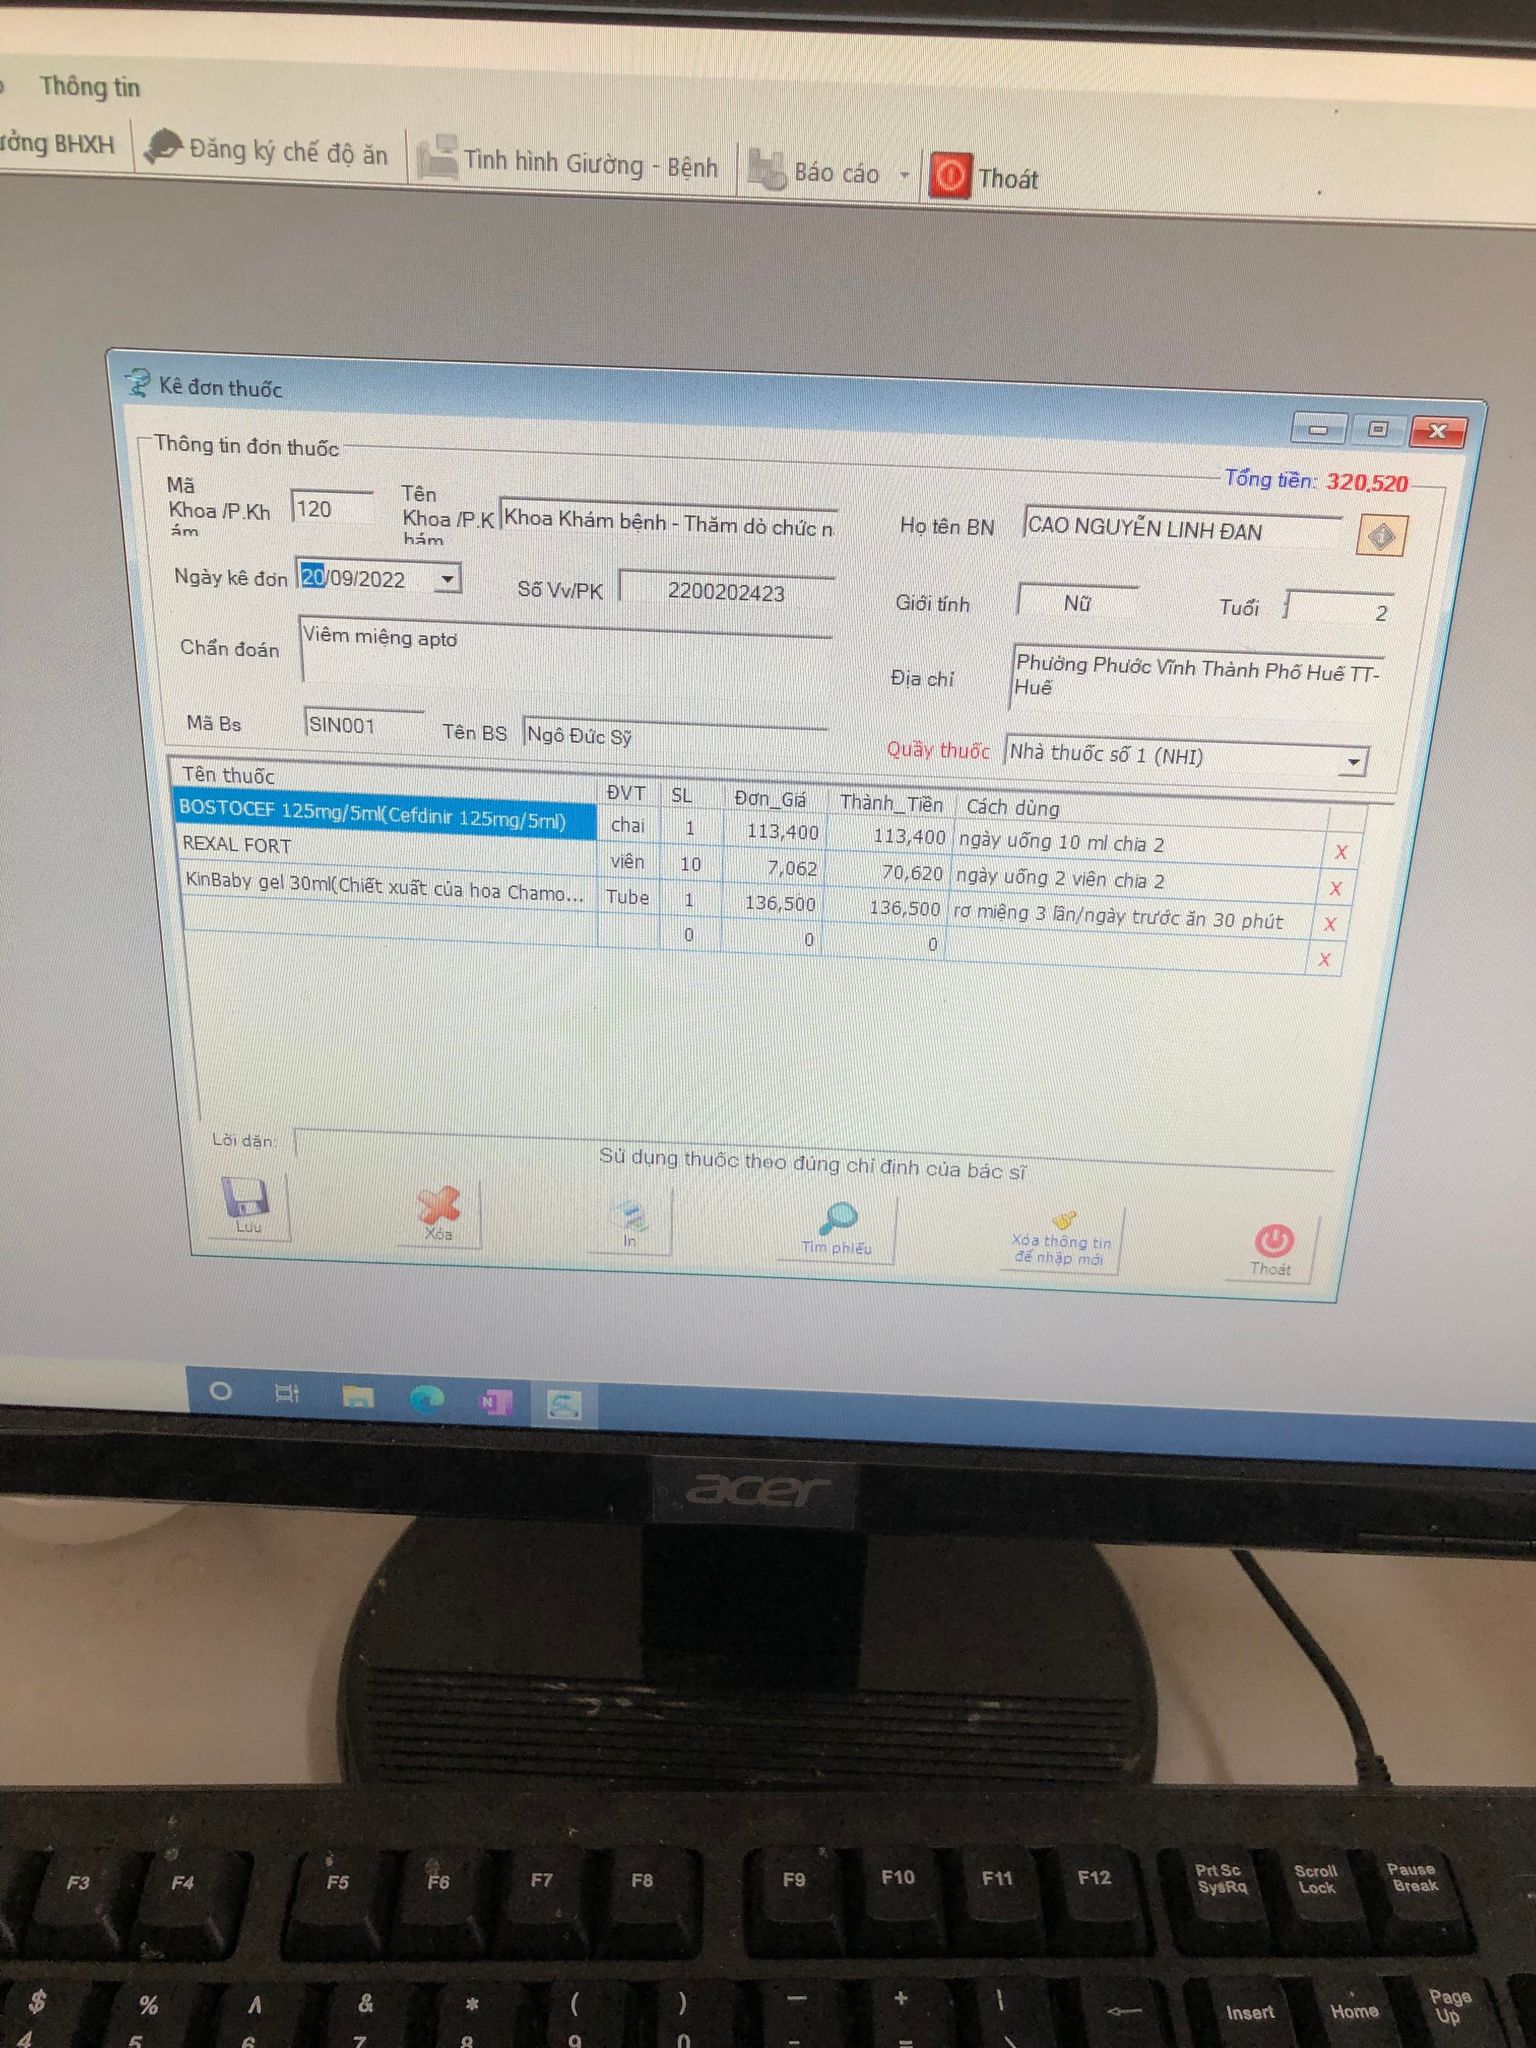 Thông tin
ưởng BHXH Đăng ký chế độ ăn Tình hình Giường - Bệnh Báo cáo Thoát
Kê đơn thuốc
Thông tin đơn thuốc
Tổng tiền: 320,520
Mã Khoa /P.Khám 120 Tên Khoa /P.Khám Khoa Khám bệnh - Thăm dò chức n Họ tên BN CAO NGUYỄN LINH ĐAN
Ngày kê đơn 20/09/2022 Số Vv/PK 2200202423 Giới tính Nữ Tuổi 2
Chẩn đoán Viêm miệng aptơ Địa chỉ Phường Phước Vĩnh Thành Phố Huế TT-
Huế
Mã Bs SIN001 Tên BS Ngô Đức Sỹ Quầy thuốc Nhà thuốc số 1 (NHI)
Tên thuốc ĐVT SL Đơn_Giá Thành_Tiền Cách dùng
BOSTOCEF 125mg/5ml(Cefdinir 125mg/5ml) chai 1 113,400 113,400 ngày uống 10 ml chia 2 X
REXAL FORT viên 10 7,062 70,620 ngày uống 2 viên chia 2 X
KinBaby gel 30ml(Chiết xuất của hoa Chamo... Tube 1 136,500 136,500 rơ miệng 3 lần/ngày trước ăn 30 phút X
0 0 0 X
Lời dặn: Sử dụng thuốc theo đúng chỉ định của bác sĩ
Lưu Xóa In Tìm phiếu Xóa thông tin
để nhập mới Thoát
acer
F3 F4 F5 F6 F7 F8 F9 F10 F11 F12 Prt Sc
SysRq Scroll
Lock Pause
Break
$ % ^ & * ( ) — + | ← Insert Home Page
Up
4 5 6 7 8 9 0 - = \